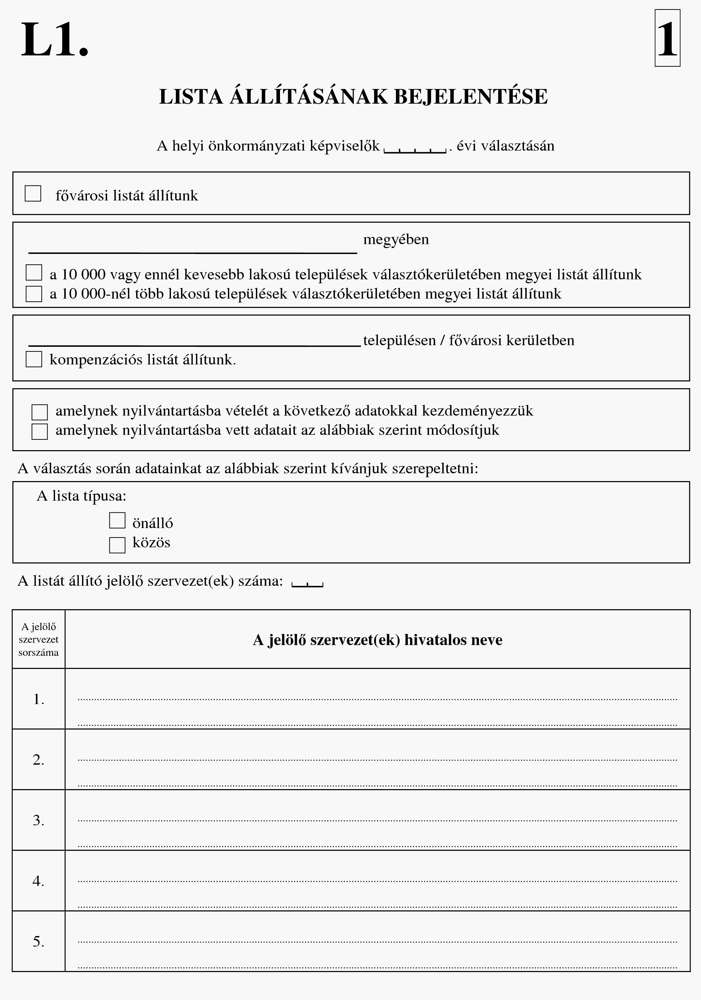 L1.
1
LISTA ÁLLÍTÁSÁNAK BEJELENTÉSE
A helyi önkormányzati képviselők . évi választásán
fővárosi listát állítunk
megyében
a 10 000 vagy ennél kevesebb lakosú települések választókerületében megyei listát állítunk
a 10 000-nél több lakosú települések választókerületében megyei listát állítunk
településen / fővárosi kerületben
kompenzációs listát állítunk.
amelynek nyilvántartásba vételét a következő adatokkal kezdeményezzük
amelynek nyilvántartásba vett adatait az alábbiak szerint módosítjuk
A választás során adatainkat az alábbiak szerint kívánjuk szerepeltetni:
A lista típusa:
önálló
közös
A listát állító jelölő szervezet(ek) száma:
A jelölő
szervezet
sorszáma
A jelölő szervezet(ek) hivatalos neve
1.
2.
3.
4.
5.